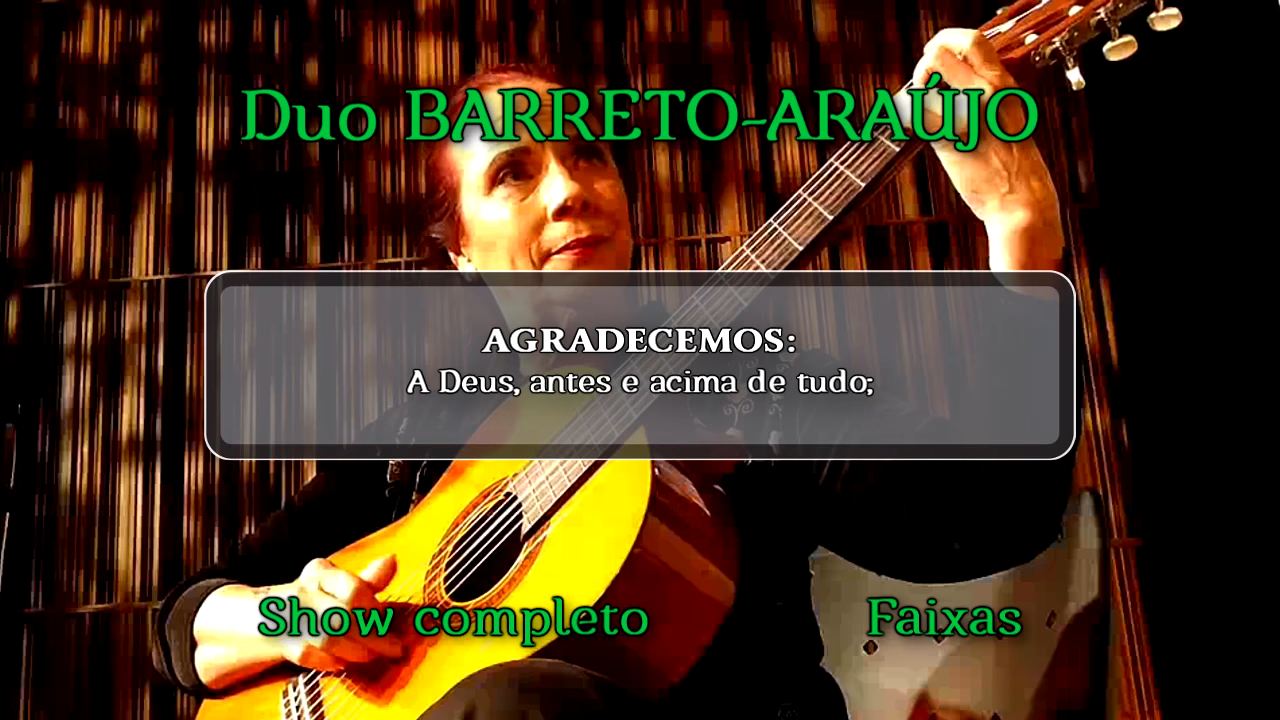 Duo BARRETO-ARAÚJO
AGRADECEMOS:
A Deus, antes e acima de tudo;
Show completo
Faixas